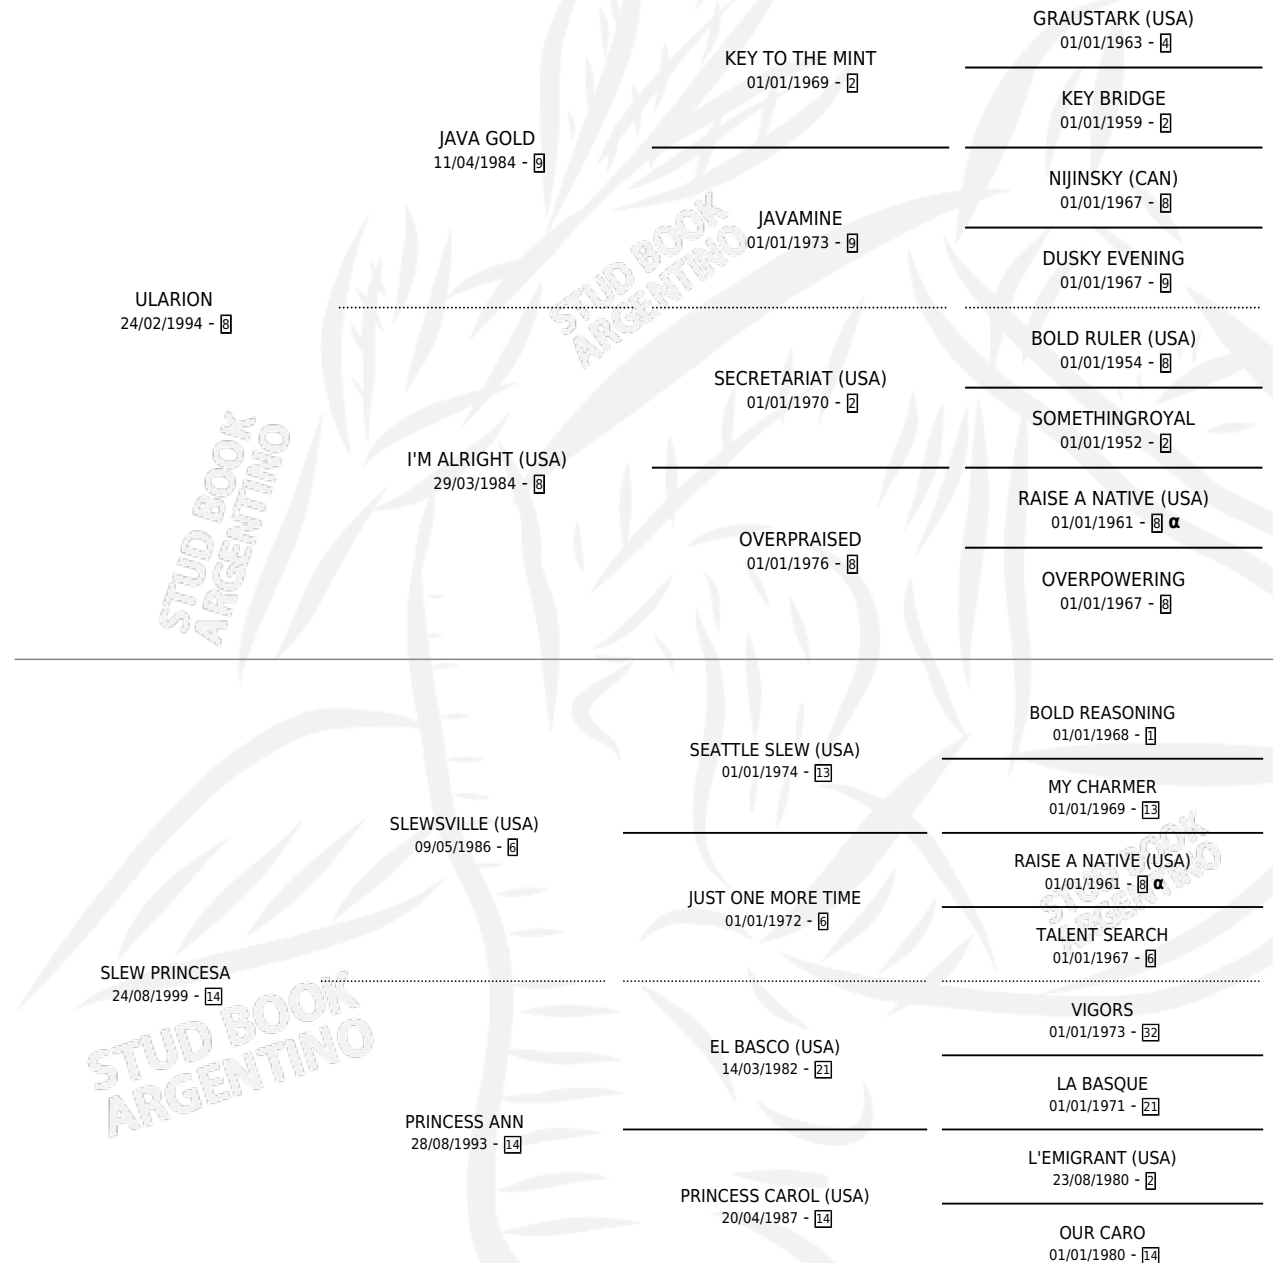 GRAUSTARK (USA)
01/01/1963 - 4
KEY TO THE MINT
01/01/1969 - 2
KEY BRIDGE
01/01/1959 - 2
JAVA GOLD
11/04/1984 - 9
NIJINSKY (CAN)
01/01/1967 - 8
JAVAMINE
01/01/1973 - 9
DUSKY EVENING
01/01/1967 - 9
ULARION
24/02/1994 - 8
BOLD RULER (USA)
01/01/1954 - 8
SECRETARIAT (USA)
01/01/1970 - 2
SOMETHINGROYAL
01/01/1952 - 2
I'M ALRIGHT (USA)
29/03/1984 - 8
RAISE A NATIVE (USA)
01/01/1961 - 8 α
OVERPRAISED
01/01/1976 - 8
OVERPOWERING
01/01/1967 - 8
BOLD REASONING
01/01/1968 - 1
SEATTLE SLEW (USA)
01/01/1974 - 13
MY CHARMER
01/01/1969 - 13
SLEWSVILLE (USA)
09/05/1986 - 6
RAISE A NATIVE (USA)
01/01/1961 - 8 α
JUST ONE MORE TIME
01/01/1972 - 6
TALENT SEARCH
01/01/1967 - 6
SLEW PRINCESA
24/08/1999 - 14
VIGORS
01/01/1973 - 32
EL BASCO (USA)
14/03/1982 - 21
LA BASQUE
01/01/1971 - 21
PRINCESS ANN
28/08/1993 - 14
L'EMIGRANT (USA)
23/08/1980 - 2
PRINCESS CAROL (USA)
20/04/1987 - 14
OUR CARO
01/01/1980 - 14
STUD BOOK
ARGENTINO
STUD BOOK
ARGENTINO
STUD BOOK
ARGENTINO
STUD BOOK
ARGENTINO